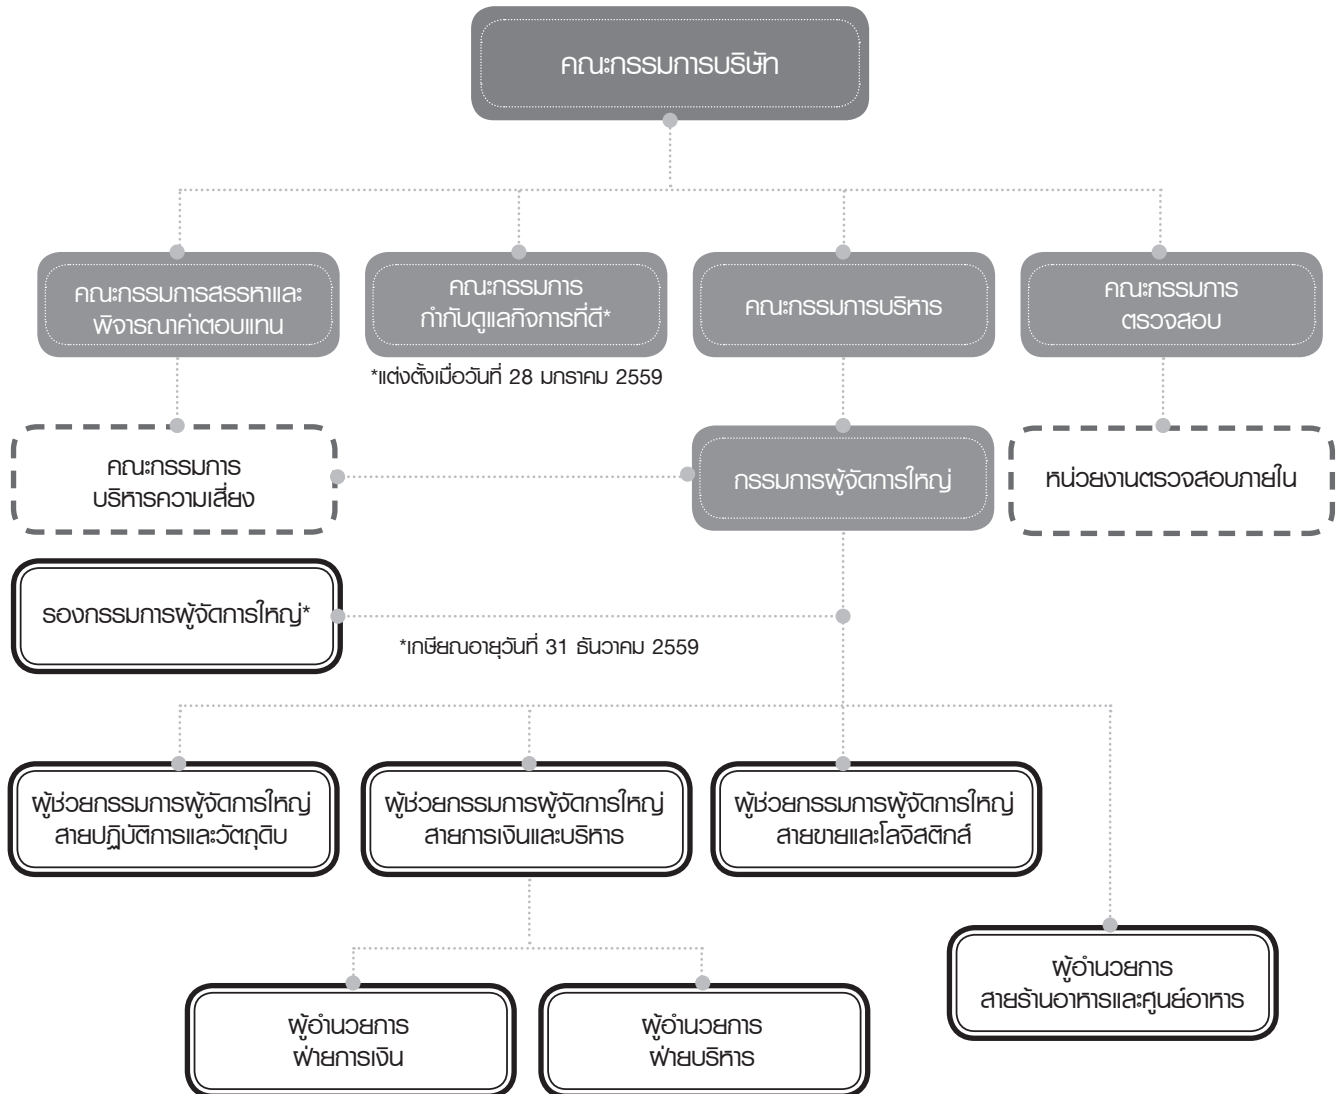 คณะกรรมการบริษัท
คณะกรรมการสรรหาและ
พิจารณาค่าตอบแทน
คณะกรรมการ
กำกับดูแลกิจการที่ดี*
คณะกรรมการบริหาร
คณะกรรมการ
ตรวจสอบ
*แต่งตั้งเมื่อวันที่ 28 มกราคม 2559
คณะกรรมการ
บริหารความเสี่ยง
กรรมการผู้จัดการใหญ่
หน่วยงานตรวจสอบภายใน
รองกรรมการผู้จัดการใหญ่*
*เกษียณอายุวันที่ 31 ธันวาคม 2559
ผู้ช่วยกรรมการผู้จัดการใหญ่
สายปฏิบัติการและวัตถุดิบ
ผู้ช่วยกรรมการผู้จัดการใหญ่
สายการเงินและบริหาร
ผู้ช่วยกรรมการผู้จัดการใหญ่
สายขายและโลจิสติกส์
ผู้อำนวยการ
สายร้านอาหารและศูนย์อาหาร
ผู้อำนวยการ
ฝ่ายการเงิน
ผู้อำนวยการ
ฝ่ายบริหาร